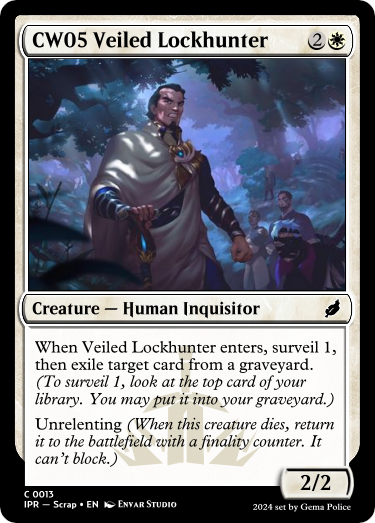 CW05 Veiled Lockhunter 2
Creature — Human Inquisitor
When Veiled Lockhunter enters, surveil 1,
then exile target card from a graveyard.
(To surveil 1, look at the top card of your
library. You may put it into your graveyard.)
Unrelenting (When this creature dies, return
it to the battlefield with a finality counter. It
can't block.)
2/2
C 0013
IPR — Scrap • EN Envar Studio
2024 set by Gema Police